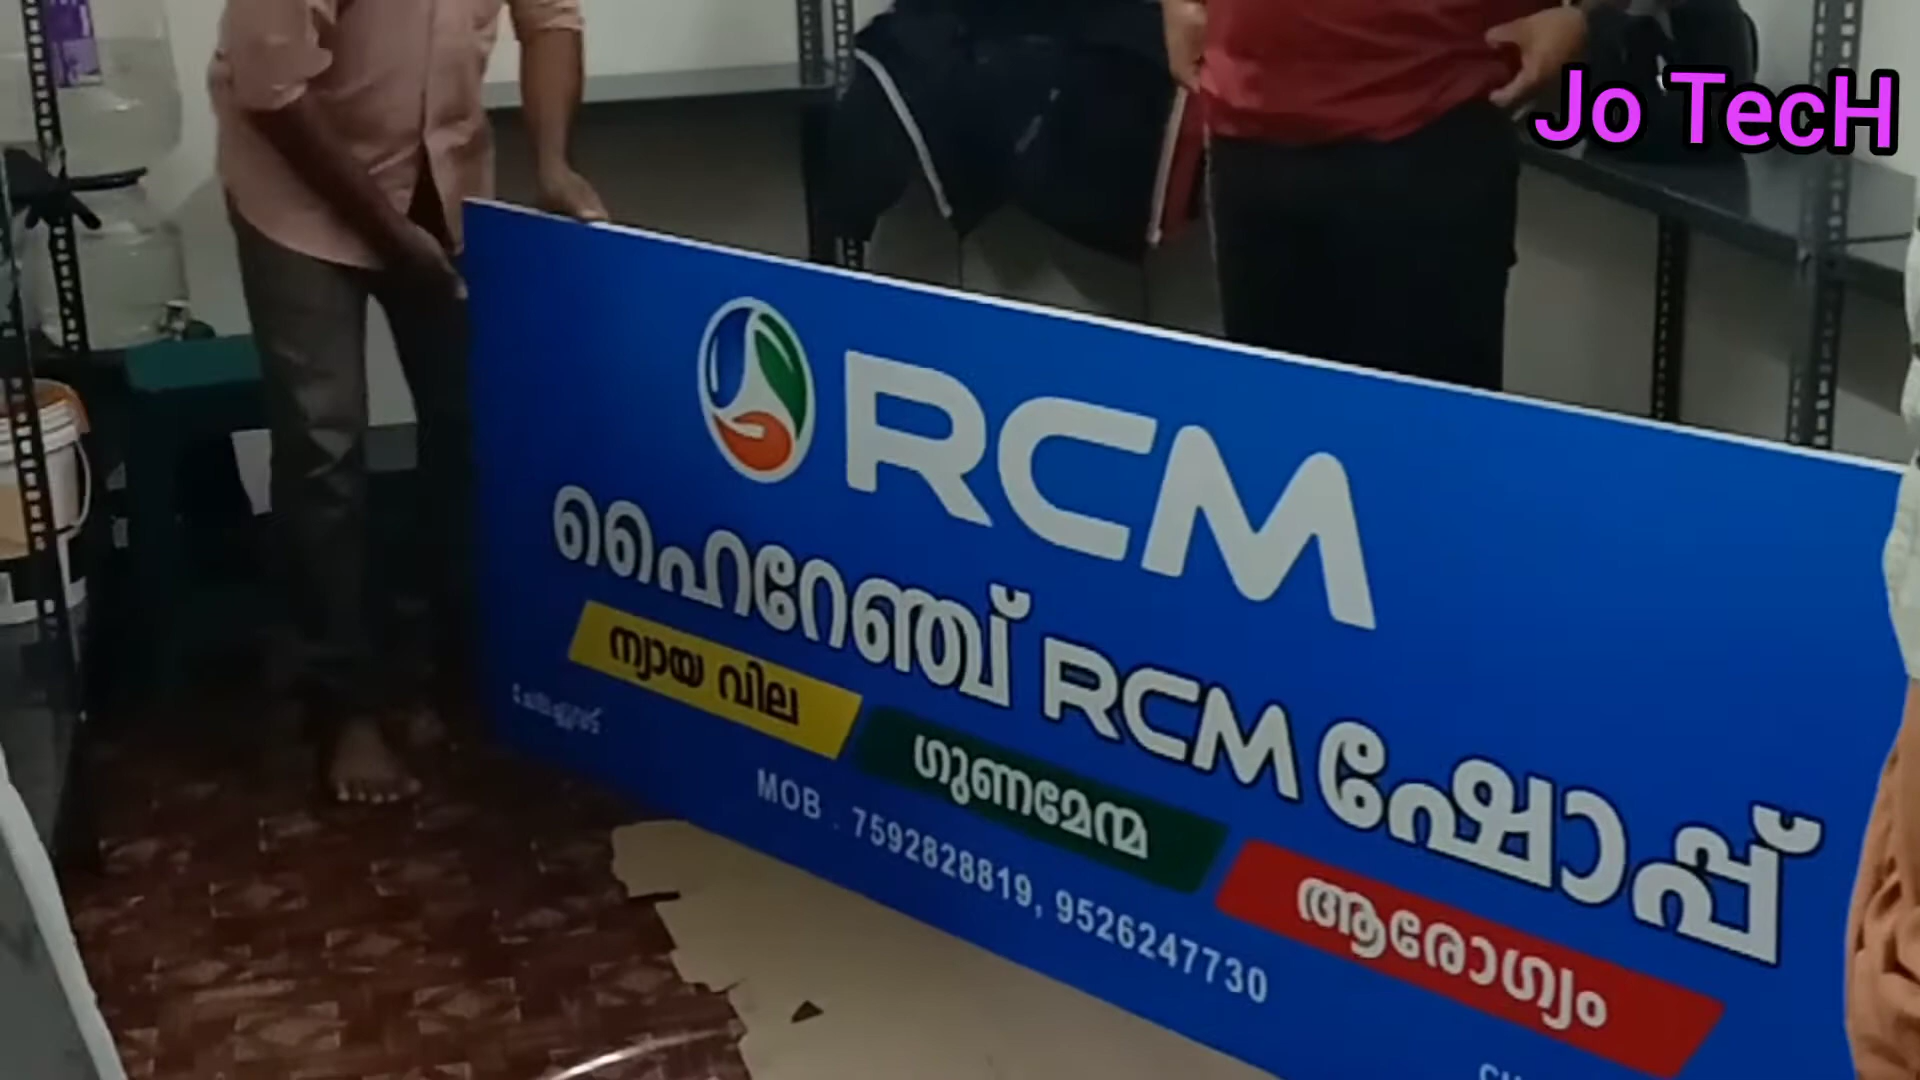 Jo TecH
RCM
ഹൈറേഞ്ച് RCM ഷോപ്പ്
ന്യായ വില
ഗുണമേന്മ
ആരോഗ്യം
MOB . 7592828819, 9526247730